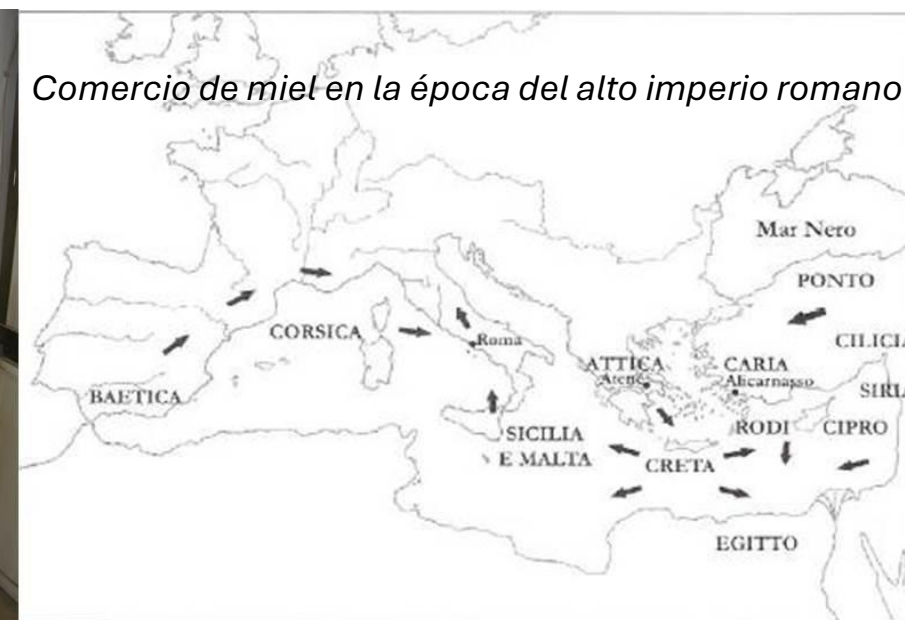 Comercio de miel en la época del alto imperio romano
Mar Nero
PONTO
CILICIA
CORSICA
Roma
ATTICA
Atene
CARIA
Alicarnasso
SIRIA
BAETICA
SICILIA
E MALTA
RODI
CIPRO
CRETA
EGITTO